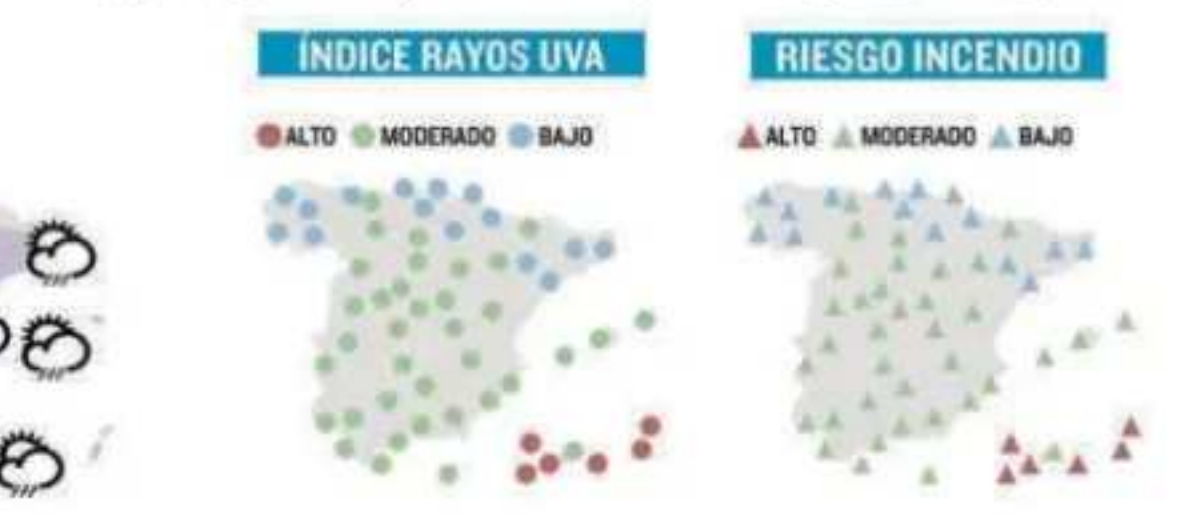 ÍNDICE RAYOS UVA
ALTO MODERADO BAJO
RIESGO INCENDIO
ALTO MODERADO BAJO